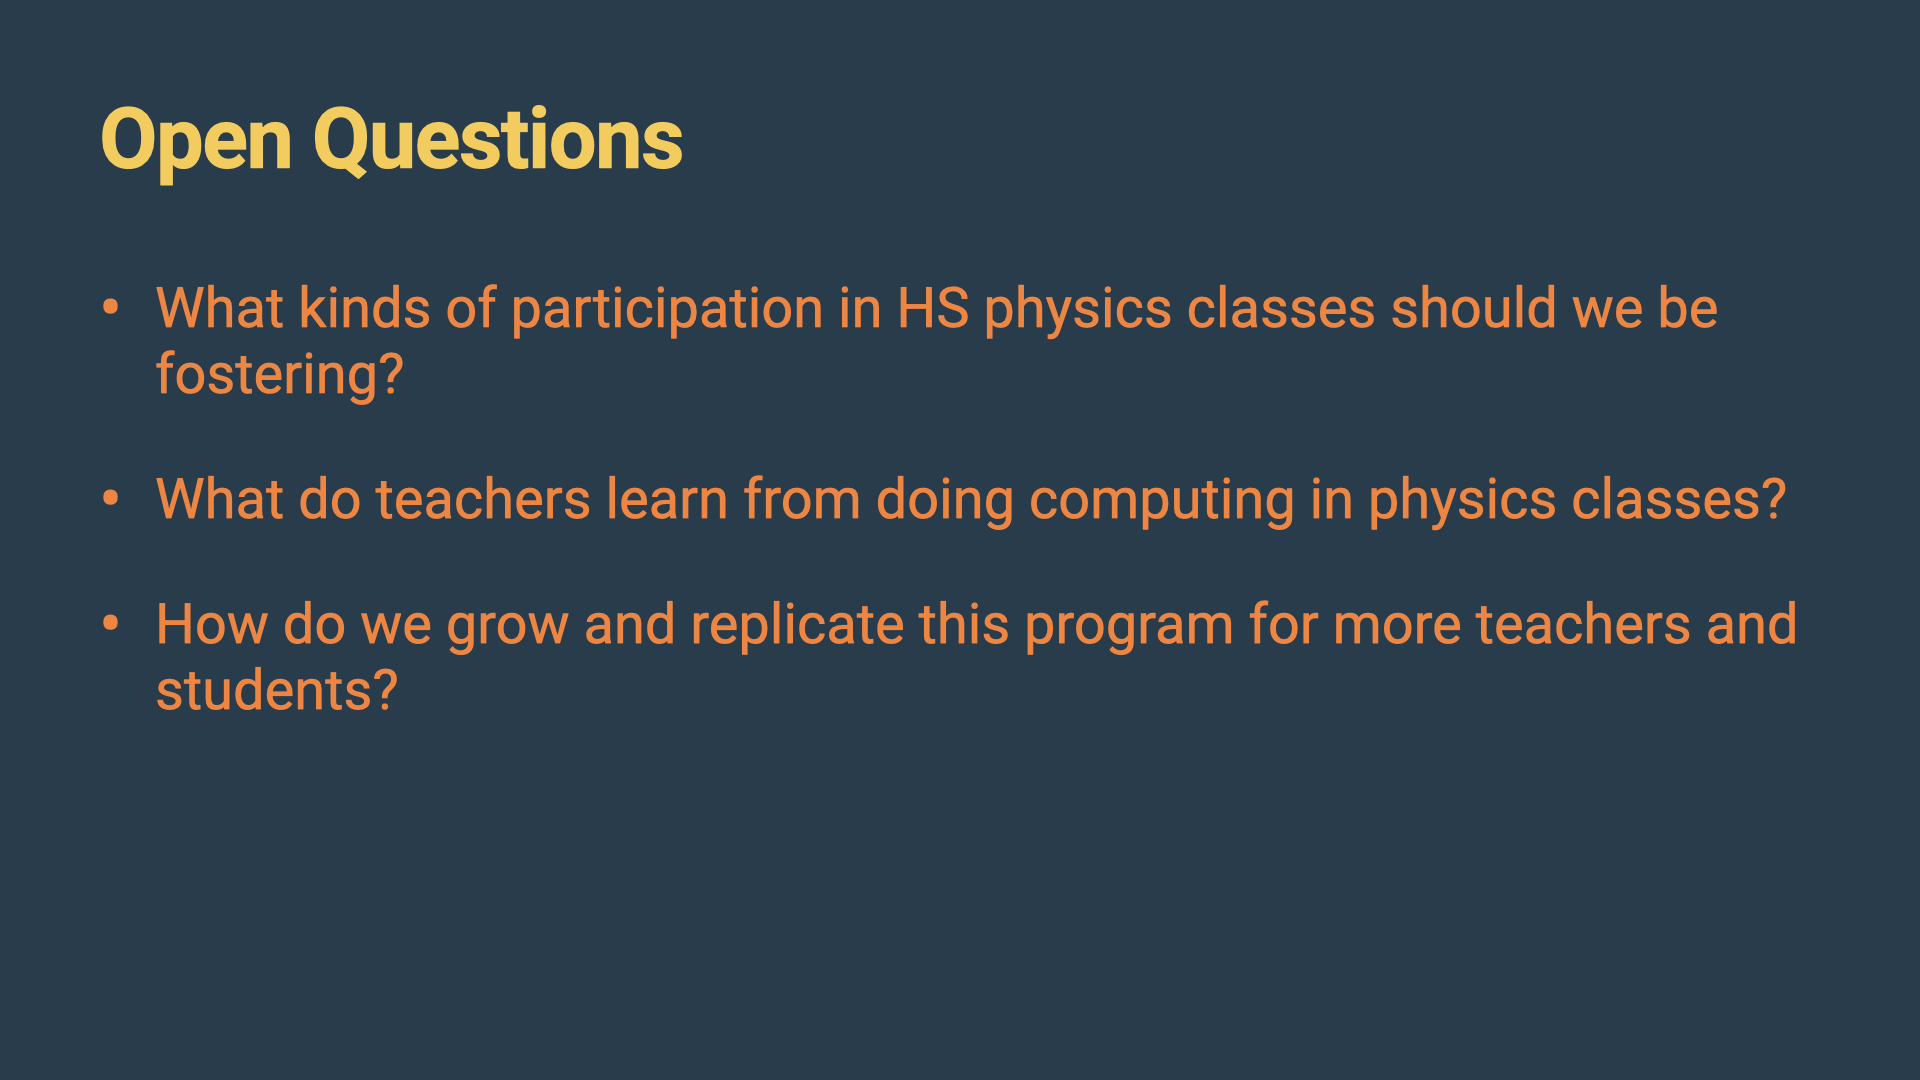 Open Questions
• What kinds of participation in HS physics classes should we be
fostering?
• What do teachers learn from doing computing in physics classes?
• How do we grow and replicate this program for more teachers and
students?